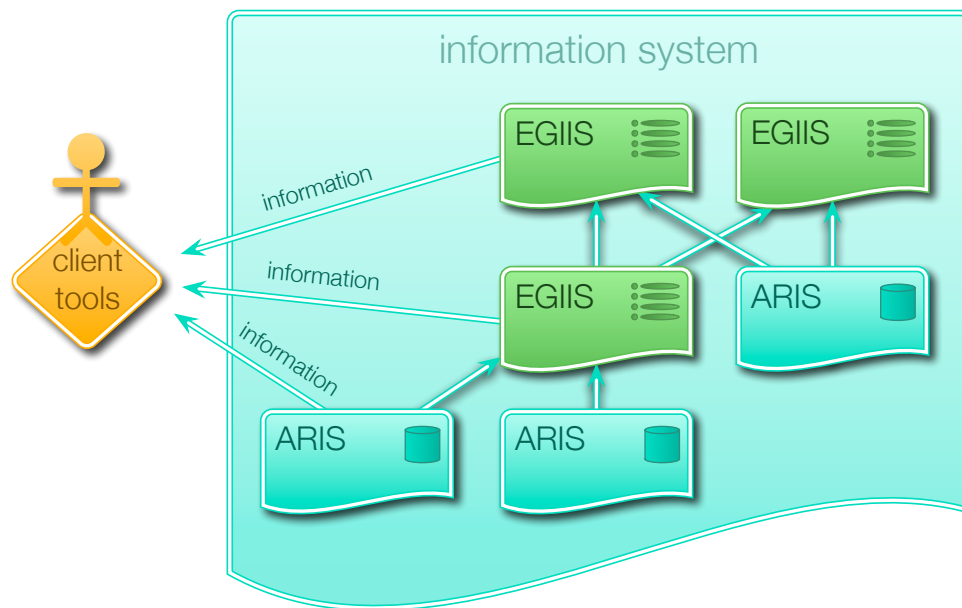 information system
EGIIS
EGIIS
information
client
tools
information
EGIIS
ARIS
information
ARIS
ARIS